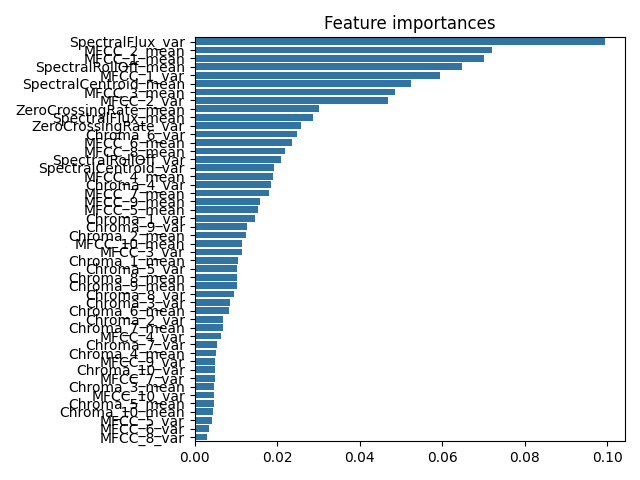 Feature importances
SpectralFlux_var
MFCC_2_mean
MFCC_1_mean
SpectralRollOff_mean
MFCC_1_var
SpectralCentroid_mean
MFCC_3_mean
MFCC_2_var
ZeroCrossingRate_mean
SpectralFlux_mean
ZeroCrossingRate_var
Chroma_6_var
MFCC_6_mean
MFCC_8_mean
SpectralRollOff_var
SpectralCentroid_var
MFCC_4_mean
Chroma_4_var
MFCC_7_mean
MFCC_9_mean
MFCC_5_mean
Chroma_1_var
Chroma_9_var
Chroma_2_mean
MFCC_10_mean
MFCC_3_var
Chroma_1_mean
Chroma_5_var
Chroma_8_mean
Chroma_9_mean
Chroma_8_var
Chroma_3_var
Chroma_6_mean
Chroma_2_var
Chroma_7_mean
MFCC_4_var
Chroma_7_var
Chroma_4_mean
MFCC_9_var
Chroma_10_var
MFCC_7_var
Chroma_3_mean
MFCC_10_var
Chroma_5_mean
Chroma_10_mean
MFCC_5_var
MFCC_6_var
MFCC_8_var
0.00 0.02 0.04 0.06 0.08 0.10